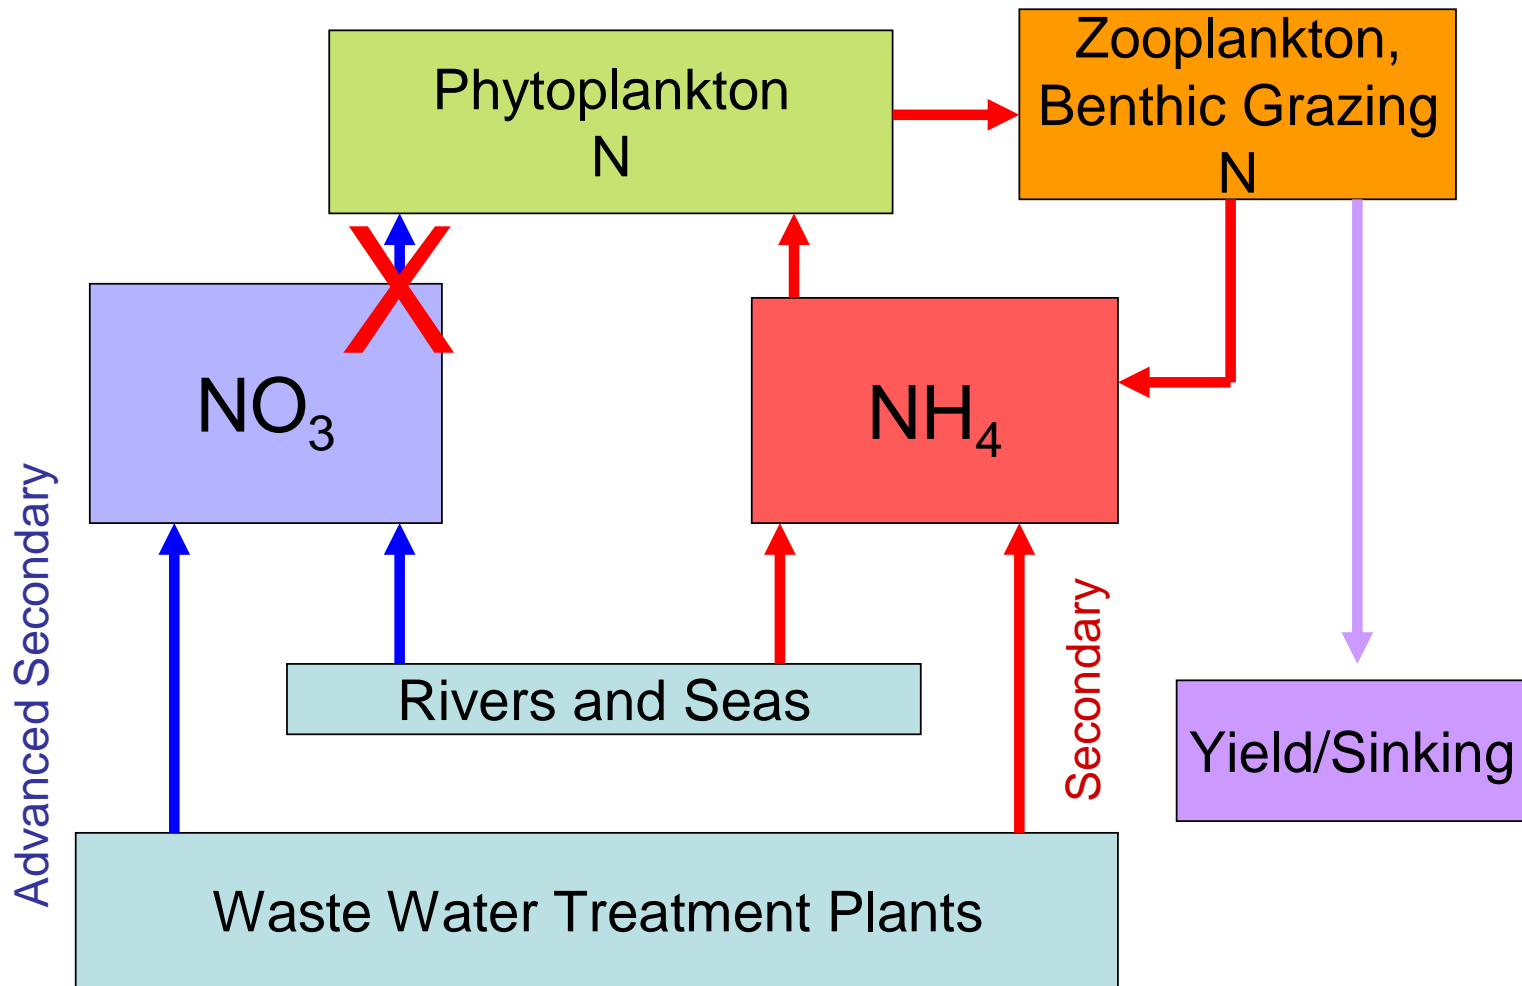 Phytoplankton
N
Zooplankton,
Benthic Grazing
N
X
NO₃
NH₄
Advanced Secondary
Secondary
Rivers and Seas
Yield/Sinking
Waste Water Treatment Plants